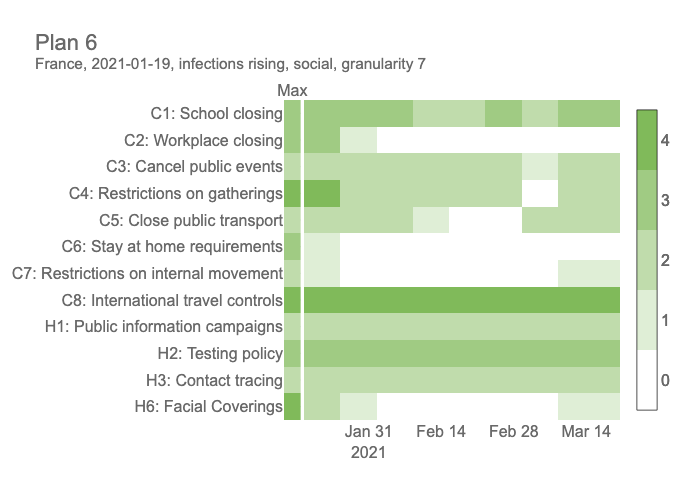 Plan 6
France, 2021-01-19, infections rising, social, granularity 7
Max
C1: School closing
C2: Workplace closing
C3: Cancel public events
C4: Restrictions on gatherings
C5: Close public transport
C6: Stay at home requirements
C7: Restrictions on internal movement
C8: International travel controls
H1: Public information campaigns
H2: Testing policy
H3: Contact tracing
H6: Facial Coverings
4
3
2
1
0
Jan 31 Feb 14 Feb 28 Mar 14
2021